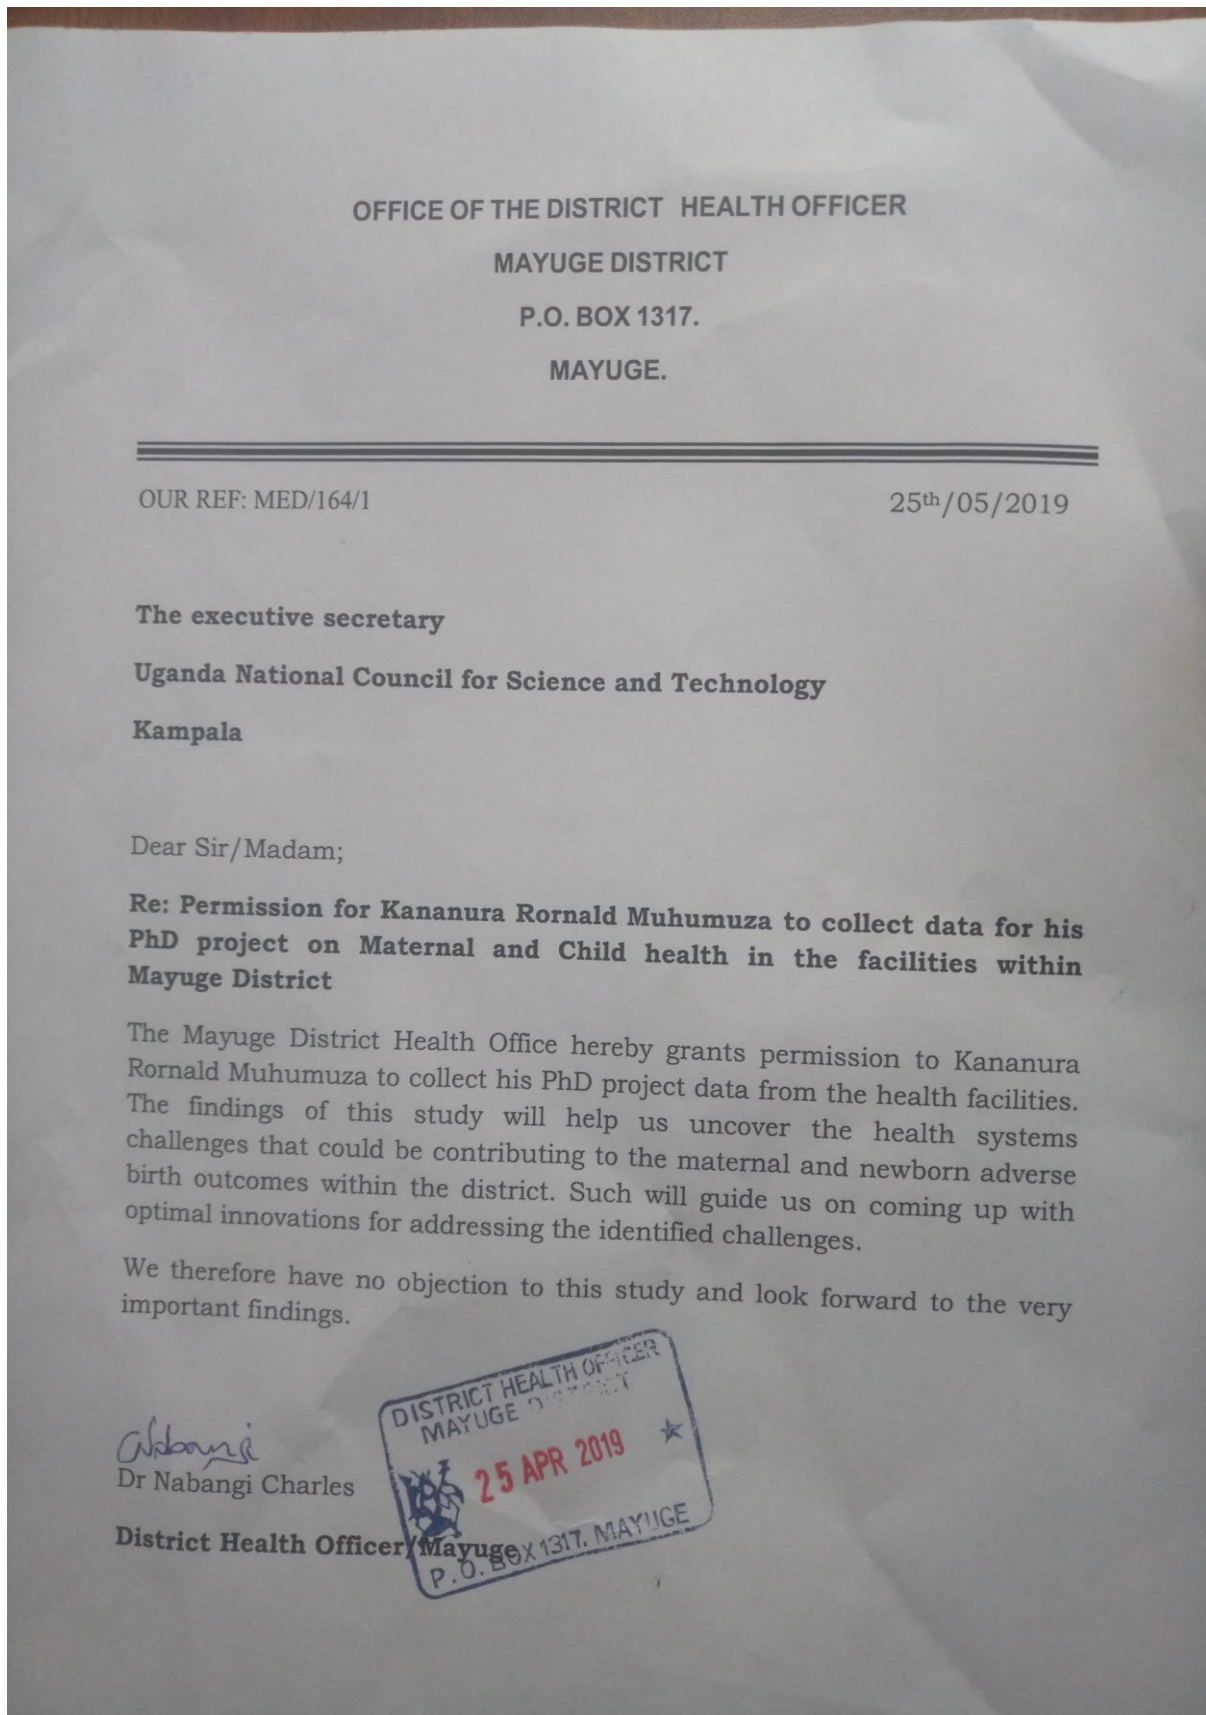 OFFICE OF THE DISTRICT HEALTH OFFICER
MAYUGE DISTRICT
P.O. BOX 1317.
MAYUGE.
OUR REF: MED/164/1
25th/05/2019
The executive secretary
Uganda National Council for Science and Technology
Kampala
Dear Sir/Madam;
Re: Permission for Kananura Rornald Muhumuza to collect data for his
PhD project on Maternal and Child health in the facilities within
Mayuge District
The Mayuge District Health Office hereby grants permission to Kananura
Rornald Muhumuza to collect his PhD project data from the health facilities.
The findings of this study will help us uncover the health systems
challenges that could be contributing to the maternal and newborn adverse
birth outcomes within the district. Such will guide us on coming up with
optimal innovations for addressing the identified challenges.
We therefore have no objection to this study and look forward to the very
important findings.
DISTRICT HEALTH OFFICER
MAYUGE DISTRICT
25 APR 2019
P.O. BOX 1317, MAYUGE
Nabangi
Dr Nabangi Charles
District Health Officer/Mayuge